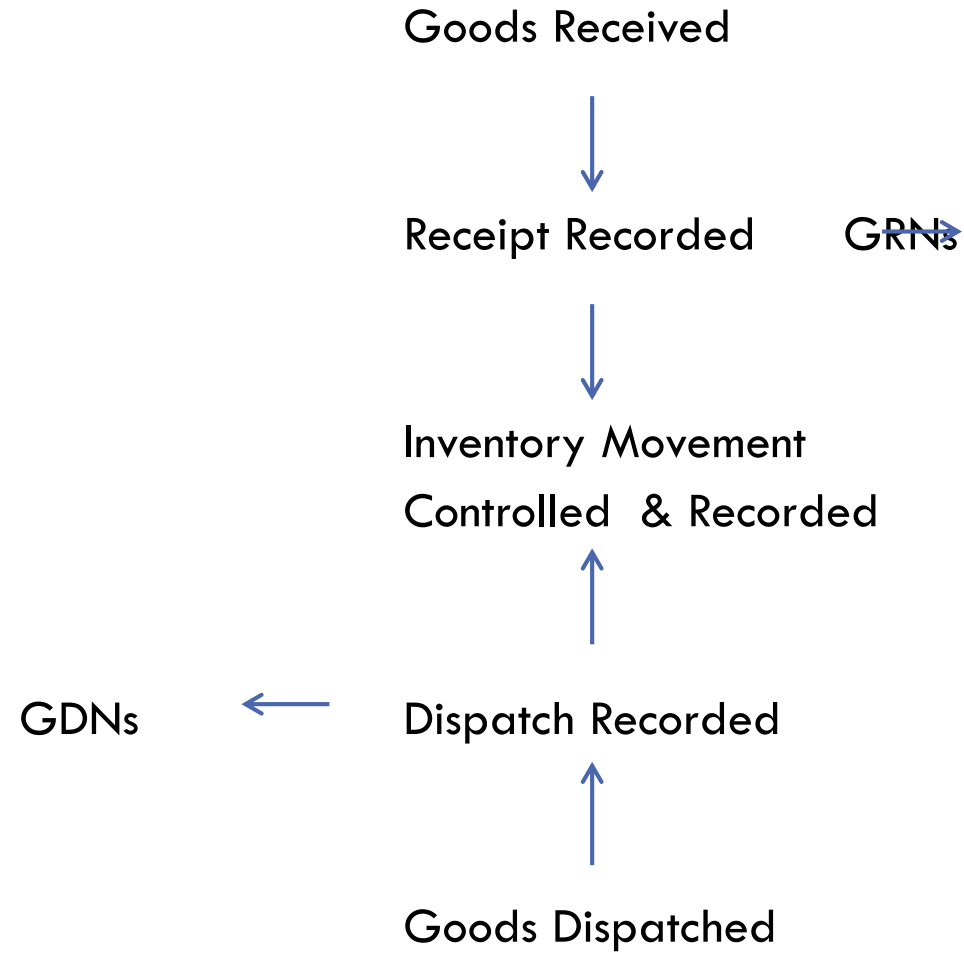 Goods Received
Receipt Recorded GRNs
Inventory Movement
Controlled & Recorded
GDNs Dispatch Recorded
Goods Dispatched